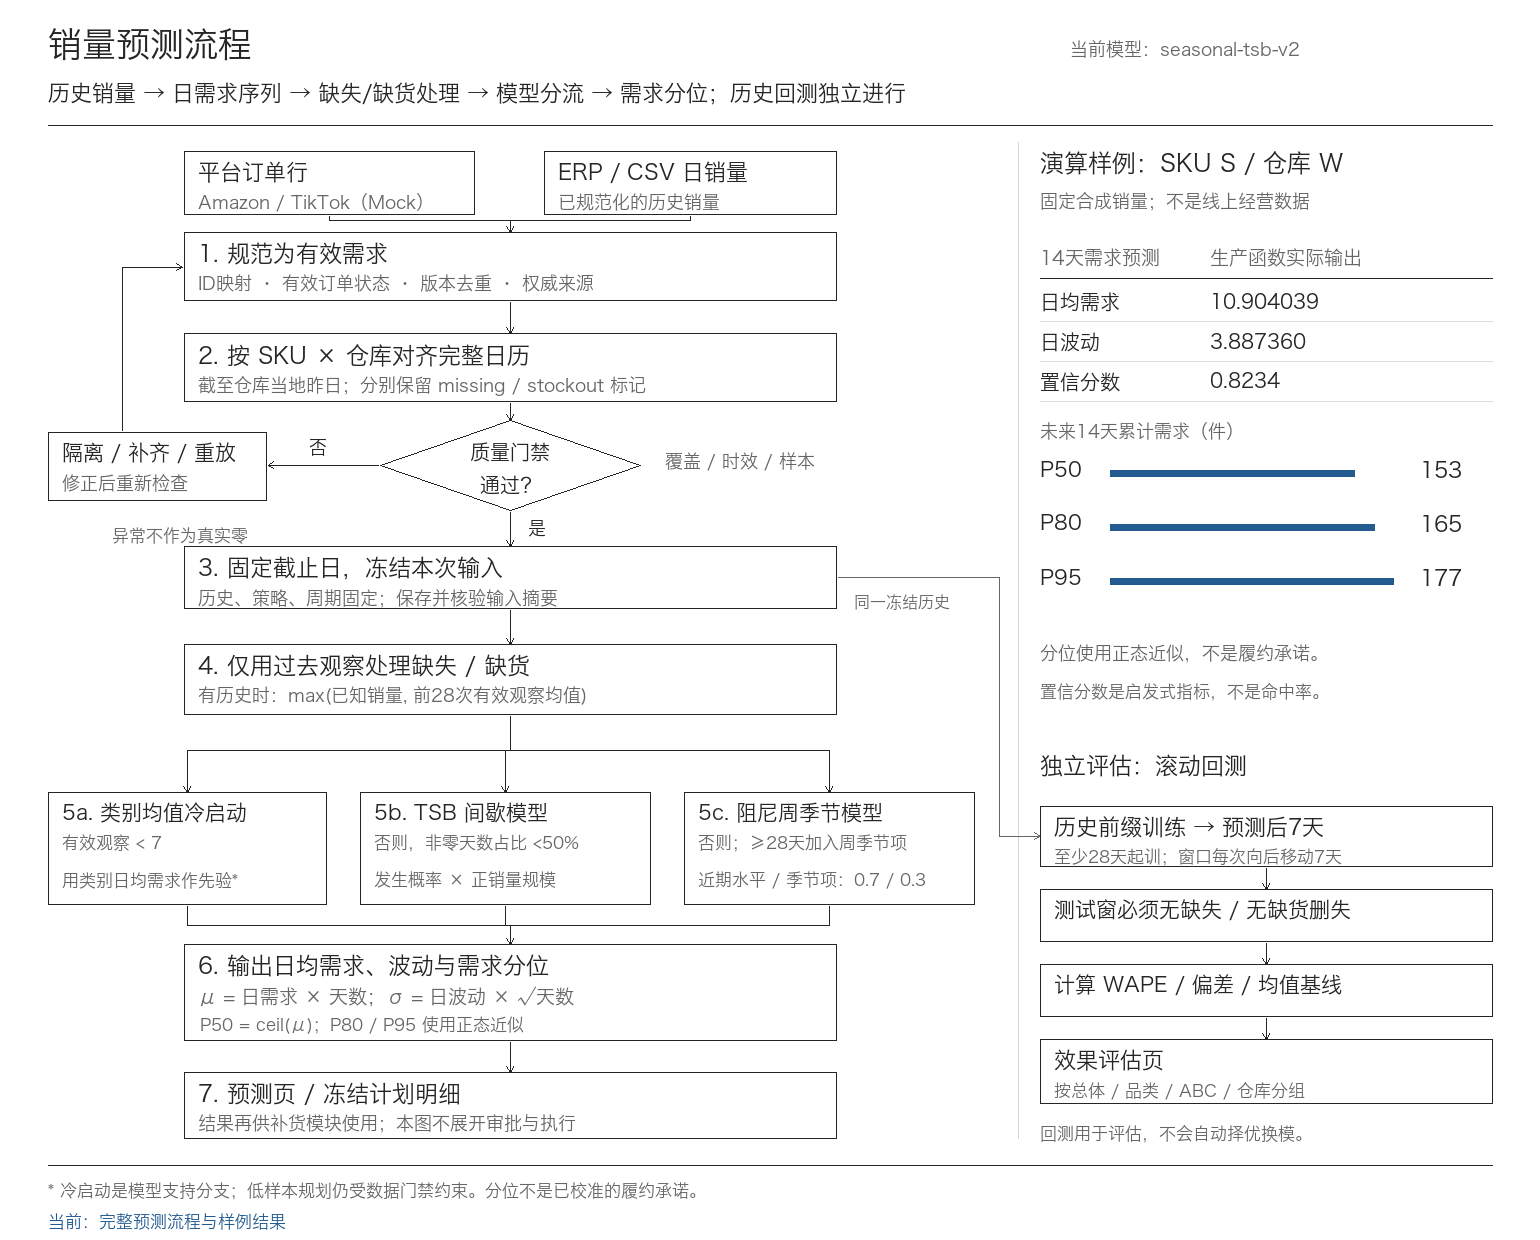 销量预测流程
当前模型：seasonal-tsb-v2
历史销量 → 日需求序列 → 缺失/缺货处理 → 模型分流 → 需求分位；历史回测独立进行
平台订单行
Amazon / TikTok（Mock）
ERP / CSV 日销量
已规范化的历史销量
1. 规范为有效需求
ID映射 · 有效订单状态 · 版本去重 · 权威来源
2. 按 SKU × 仓库对齐完整日历
截至仓库当地昨日；分别保留 missing / stockout 标记
隔离 / 补齐 / 重放
修正后重新检查
否
质量门禁
通过？
覆盖 / 时效 / 样本
是
异常不作为真实零
3. 固定截止日，冻结本次输入
历史、策略、周期固定；保存并核验输入摘要
同一冻结历史
4. 仅用过去观察处理缺失 / 缺货
有历史时：max(已知销量, 前28次有效观察均值)
5a. 类别均值冷启动
有效观察 < 7
用类别日均需求作先验*
5b. TSB 间歇模型
否则，非零天数占比 <50%
发生概率 × 正销量规模
5c. 阻尼周季节模型
否则；≥28天加入周季节项
近期水平 / 季节项：0.7 / 0.3
6. 输出日均需求、波动与需求分位
μ = 日需求 × 天数；σ = 日波动 × √天数
P50 = ceil(μ)；P80 / P95 使用正态近似
7. 预测页 / 冻结计划明细
结果再供补货模块使用；本图不展开审批与执行
演算样例：SKU S / 仓库 W
固定合成销量；不是线上经营数据
14天需求预测 生产函数实际输出
日均需求 10.904039
日波动 3.887360
置信分数 0.8234
未来14天累计需求（件）
P50 153
P80 165
P95 177
分位使用正态近似，不是履约承诺。
置信分数是启发式指标，不是命中率。
独立评估：滚动回测
历史前缀训练 → 预测后7天
至少28天起训；窗口每次向后移动7天
测试窗必须无缺失 / 无缺货删失
计算 WAPE / 偏差 / 均值基线
效果评估页
按总体 / 品类 / ABC / 仓库分组
回测用于评估，不会自动择优换模。
* 冷启动是模型支持分支；低样本规划仍受数据门禁约束。分位不是已校准的履约承诺。
当前：完整预测流程与样例结果